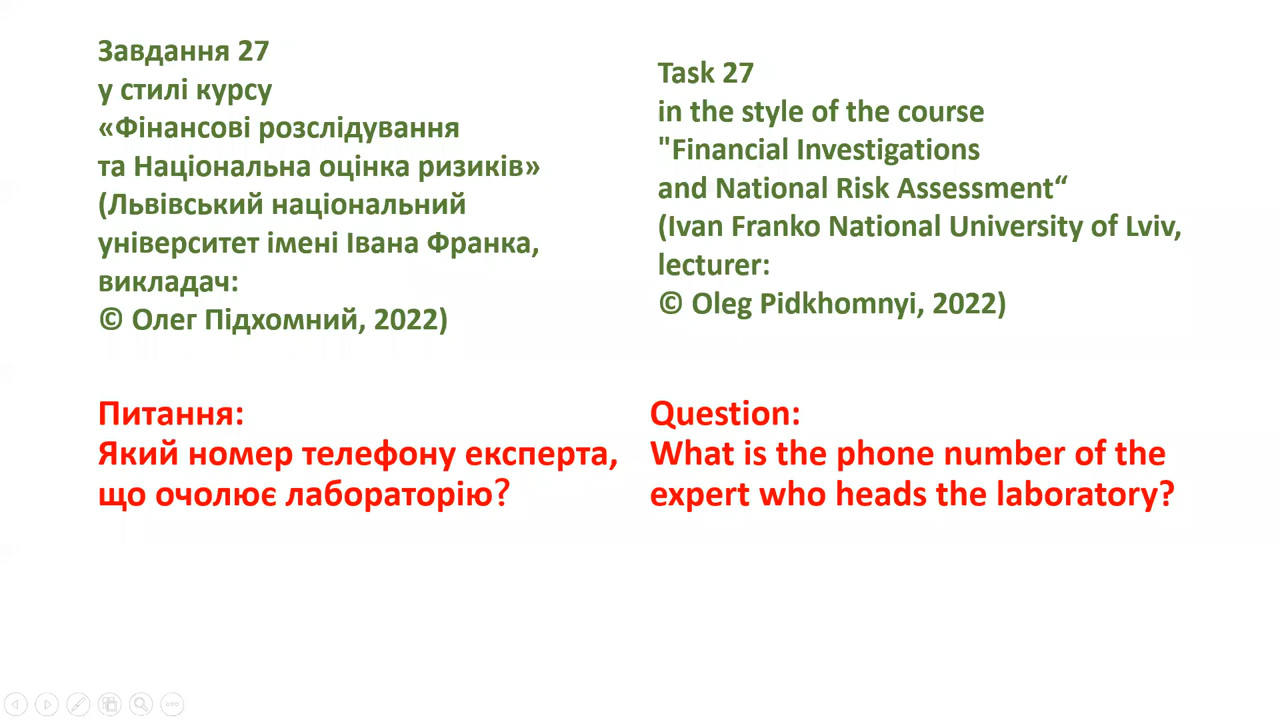 Завдання 27
у стилі курсу
«Фінансові розслідування
та Національна оцінка ризиків»
(Львівський національний
університет імені Івана Франка,
викладач:
© Олег Підхомний, 2022)
Task 27
in the style of the course
"Financial Investigations
and National Risk Assessment“
(Ivan Franko National University of Lviv,
lecturer:
© Oleg Pidkhomnyi, 2022)
Питання:
Який номер телефону експерта,
що очолює лабораторію?
Question:
What is the phone number of the
expert who heads the laboratory?